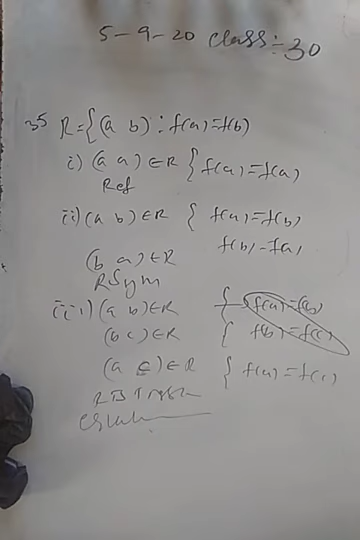 5-9-20 class:-30
35 R={(a b):f(a)=f(b)
i) (a a) ∈ R { f(a)=f(a)
Ref
ii) (a b) ∈ R { f(a)=f(b)
f(b)=f(a)
(b a) ∈ R
R Sym
iii) (a b) ∈ R { f(a)=f(b)
(b c) ∈ R { f(b)=f(c)
(a c) ∈ R { f(a)=f(c)